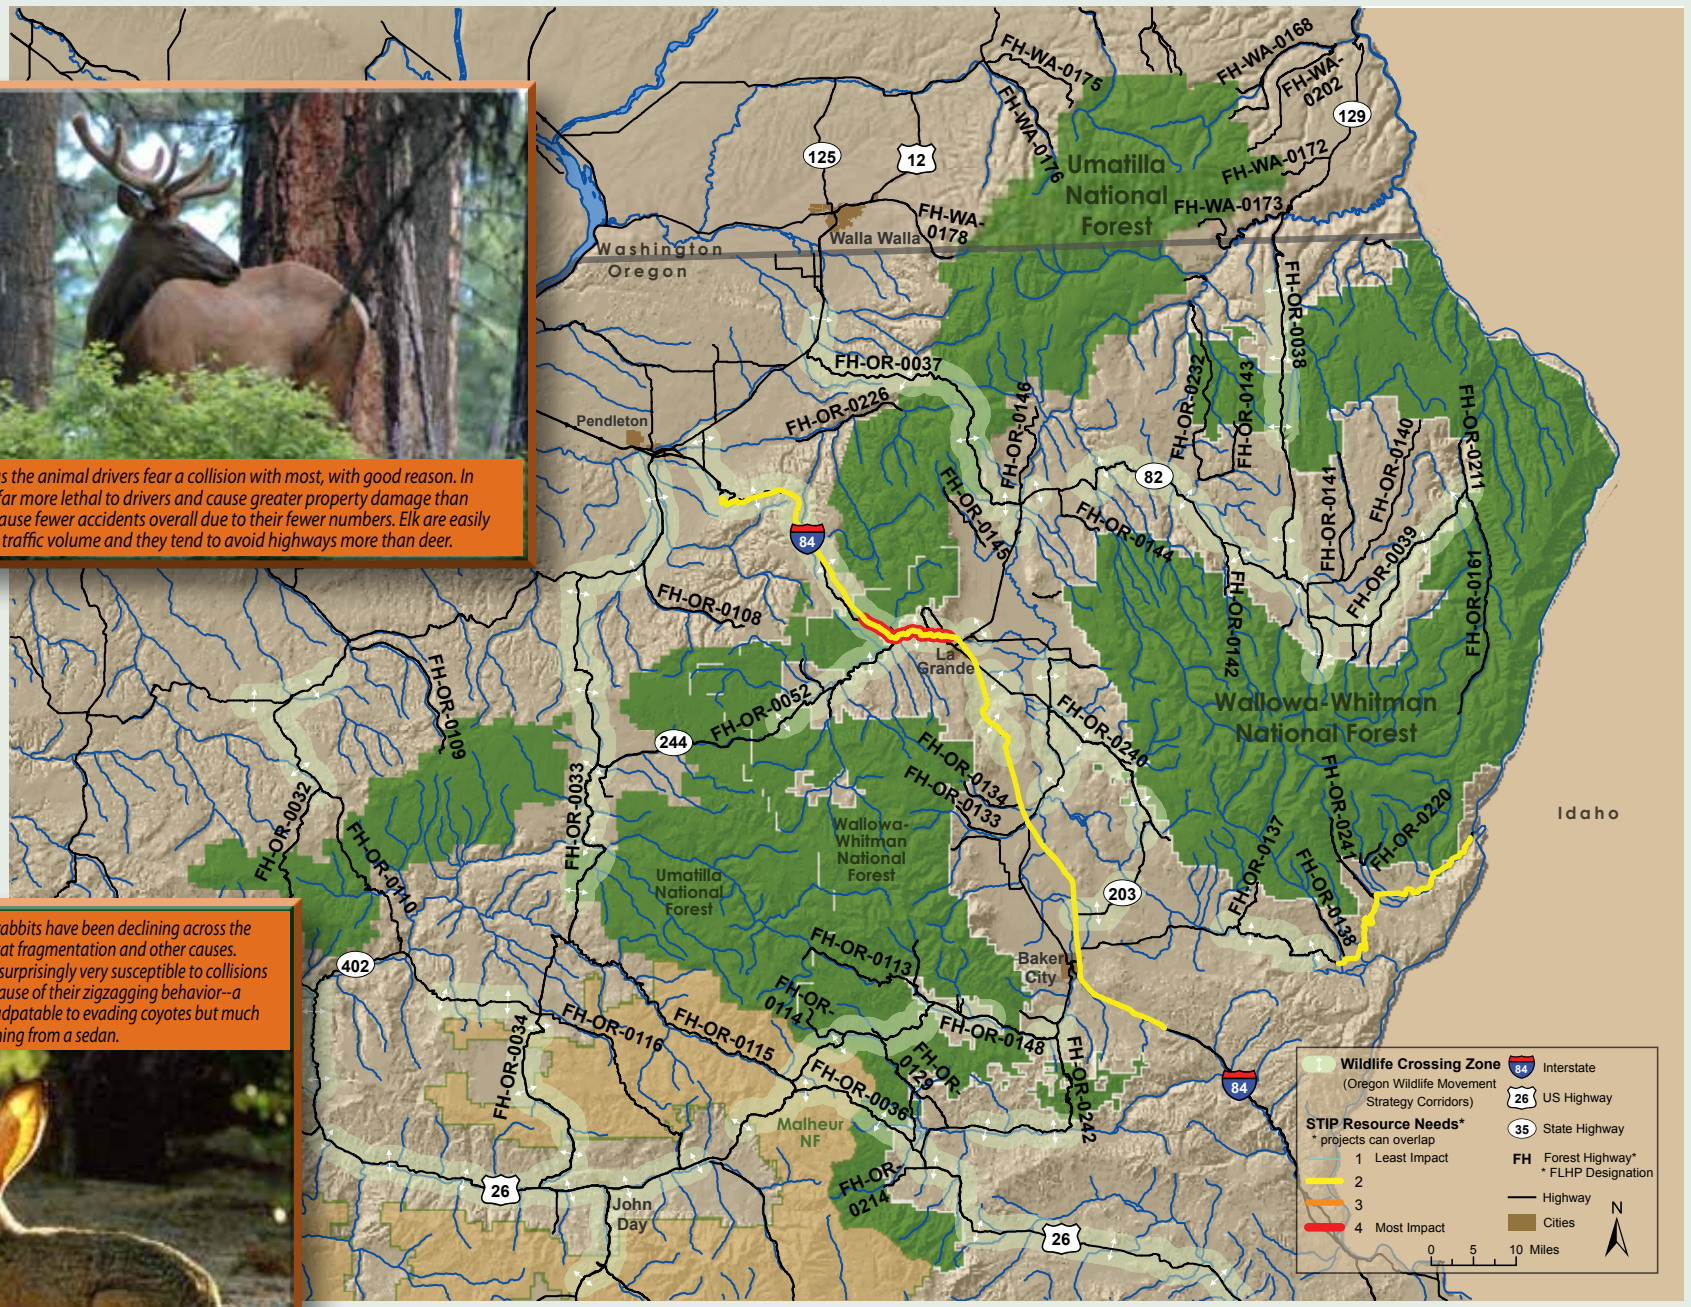 FH-WA-0168
FH-WA-0175
FH-WA-
0202
129
FH-WA-0176
125
12
FH-WA-0172
Umatilla
National
Forest
FH-WA-0173
FH-WA-
0178
Walla Walla
Washington
Oregon
FH-OR-0038
FH-OR-0037
FH-OR-0232
FH-OR-0143
FH-OR-0146
FH-OR-0226
Pendleton
FH-OR-0140
FH-OR-0211
82
FH-OR-0145
FH-OR-0144
FH-OR-0141
FH-OR-0039
84
s the animal drivers fear a collision with most, with good reason. In
far more lethal to drivers and cause greater property damage than
ause fewer accidents overall due to their fewer numbers. Elk are easily
traffic volume and they tend to avoid highways more than deer.
FH-OR-0108
FH-OR-0142
FH-OR-0161
La
Grande
FH-OR-0109
FH-OR-0052
244
FH-OR-0240
Wallowa-Whitman
National Forest
FH-OR-0134
FH-OR-0133
FH-OR-0033
FH-OR-0032
FH-OR-0110
Wallowa-
Whitman
National
Forest
Umatilla
National
Forest
FH-OR-0241
FH-OR-0220
FH-OR-0137
FH-OR-0138
Idaho
203
402
Baker
City
FH-OR-0113
FH-OR-
0114
abbits have been declining across the
at fragmentation and other causes.
surprisingly very susceptible to collisions
ause of their zigzagging behavior--a
adpatable to evading coyotes but much
ning from a sedan.
FH-OR-0034
FH-OR-0116
FH-OR-0115
FH-OR-0148
FH-OR-
0129
FH-OR-0036
FH-OR-0242
Malheur
NF
84
FH-OR-
0214
26
John
Day
26
Wildlife Crossing Zone
(Oregon Wildlife Movement
Strategy Corridors)
STIP Resource Needs*
* projects can overlap
1 Least Impact
2
3
4 Most Impact
84 Interstate
26 US Highway
35 State Highway
FH Forest Highway*
* FLHP Designation
Highway
Cities
N
0 5 10 Miles